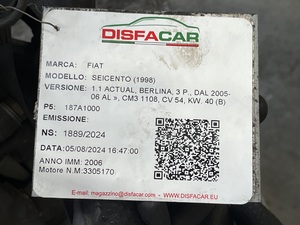 DISFACAR
MARCA: FIAT
MODELLO: SEICENTO (1998)
VERSIONE: 1.1 ACTUAL, BERLINA, 3 P., DAL 2005-
06 AL », CM3 1108, CV 54, KW. 40 (B)
P5: 187A1000
EMISSIONE:
NS: 1889/2024
DATA:05/08/2024 16:47:00
ANNO IMM: 2006
Motore N.M:3305170
E-mail: magazzino@disfacar.eu WWW.DISFACAR.EU